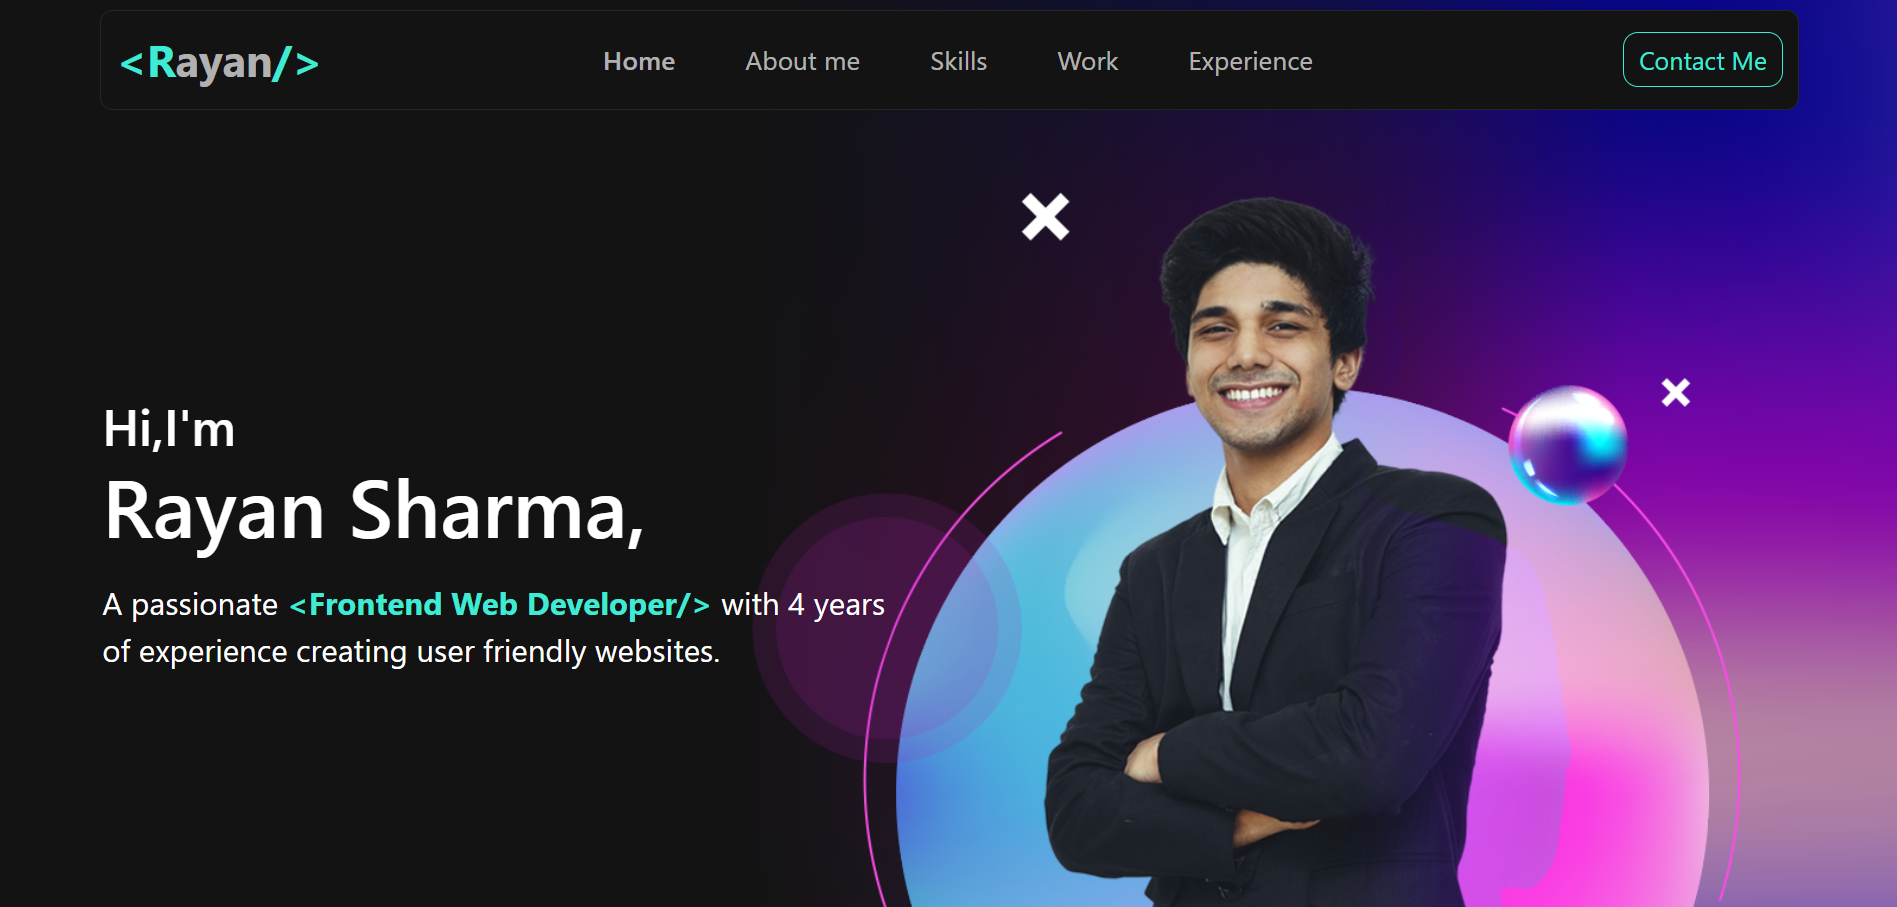 <Rayan/>
Home About me Skills Work Experience
Contact Me
Hi,I'm
Rayan Sharma,
A passionate <Frontend Web Developer/> with 4 years
of experience creating user friendly websites.